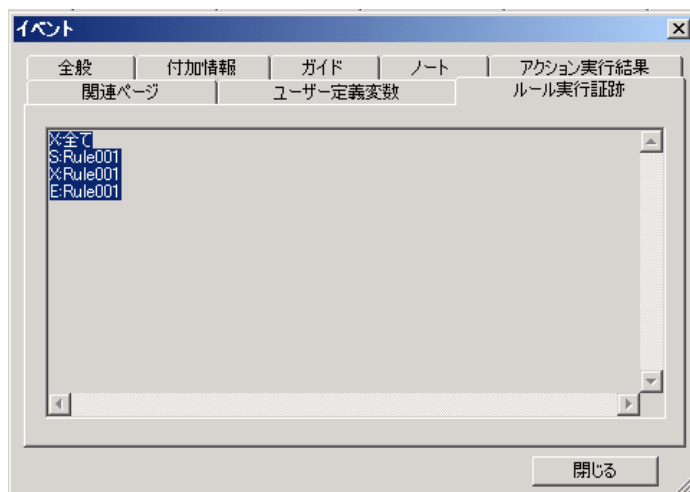 イベント
全般 付加情報 ガイド ノート アクション実行結果
関連ページ ユーザー定義変数 ルール実行証跡
X:全て
S:Rule001
X:Rule001
E:Rule001
閉じる